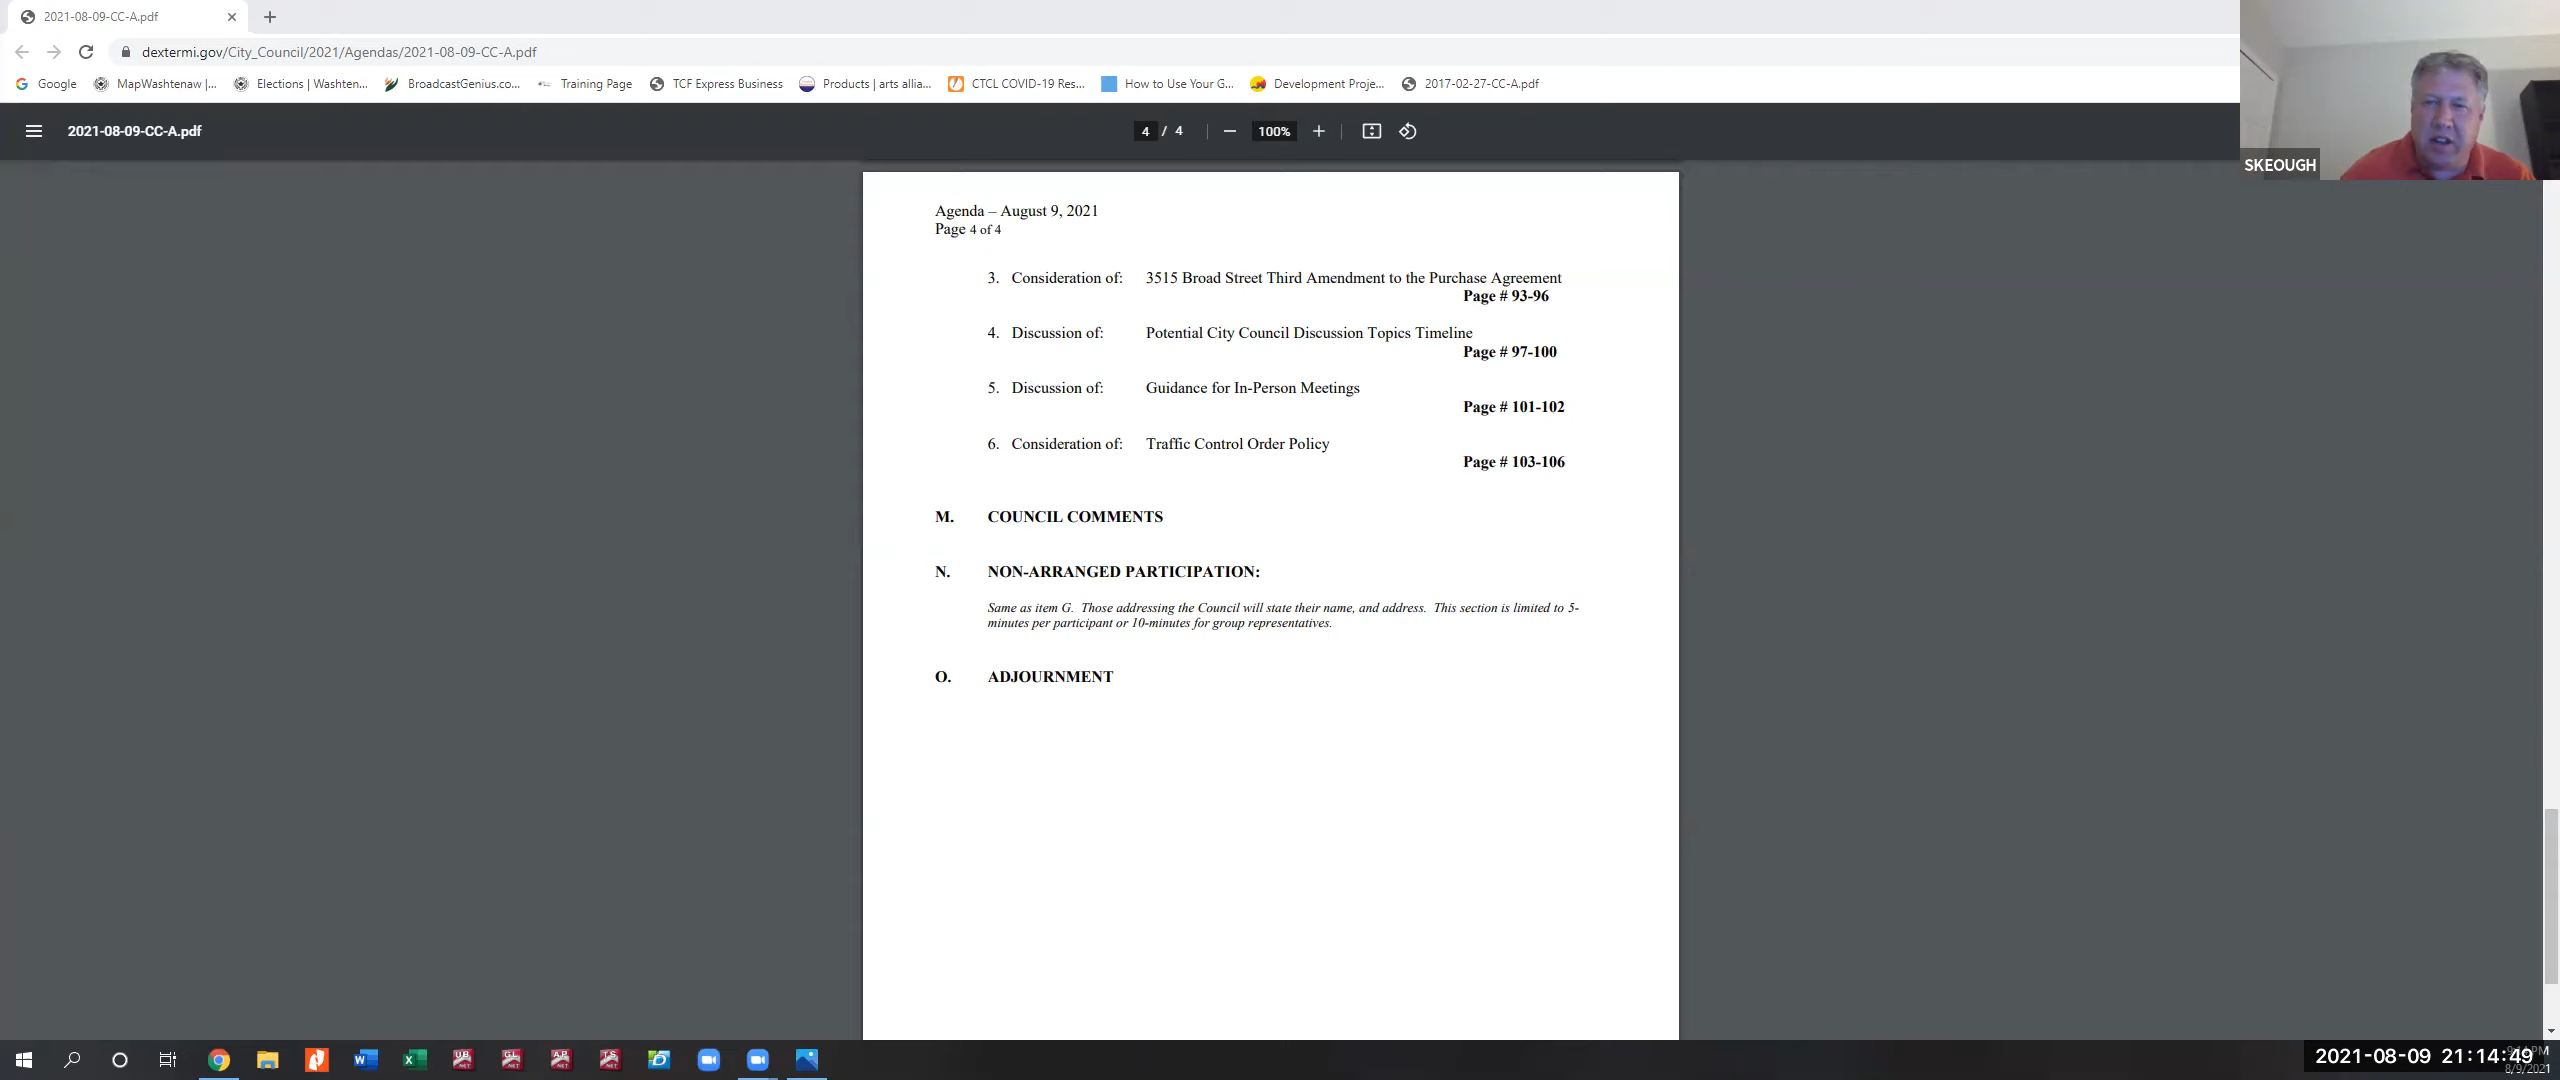 2021-08-09-CC-A.pdf
dextermi.gov/City_Council/2021/Agendas/2021-08-09-CC-A.pdf
Google MapWashtenaw |... Elections | Washten... BroadcastGenius.co... Training Page TCF Express Business Products | arts allia... CTCL COVID-19 Res... How to Use Your G... Development Proje... 2017-02-27-CC-A.pdf
2021-08-09-CC-A.pdf 4 / 4 100%
SKEOUGH
Agenda – August 9, 2021
Page 4 of 4
3. Consideration of: 3515 Broad Street Third Amendment to the Purchase Agreement
Page # 93-96
4. Discussion of: Potential City Council Discussion Topics Timeline
Page # 97-100
5. Discussion of: Guidance for In-Person Meetings
Page # 101-102
6. Consideration of: Traffic Control Order Policy
Page # 103-106
M. COUNCIL COMMENTS
N. NON-ARRANGED PARTICIPATION:
Same as item G. Those addressing the Council will state their name, and address. This section is limited to 5-
minutes per participant or 10-minutes for group representatives.
O. ADJOURNMENT
2021-08-09 21:14:49
8/9/2021